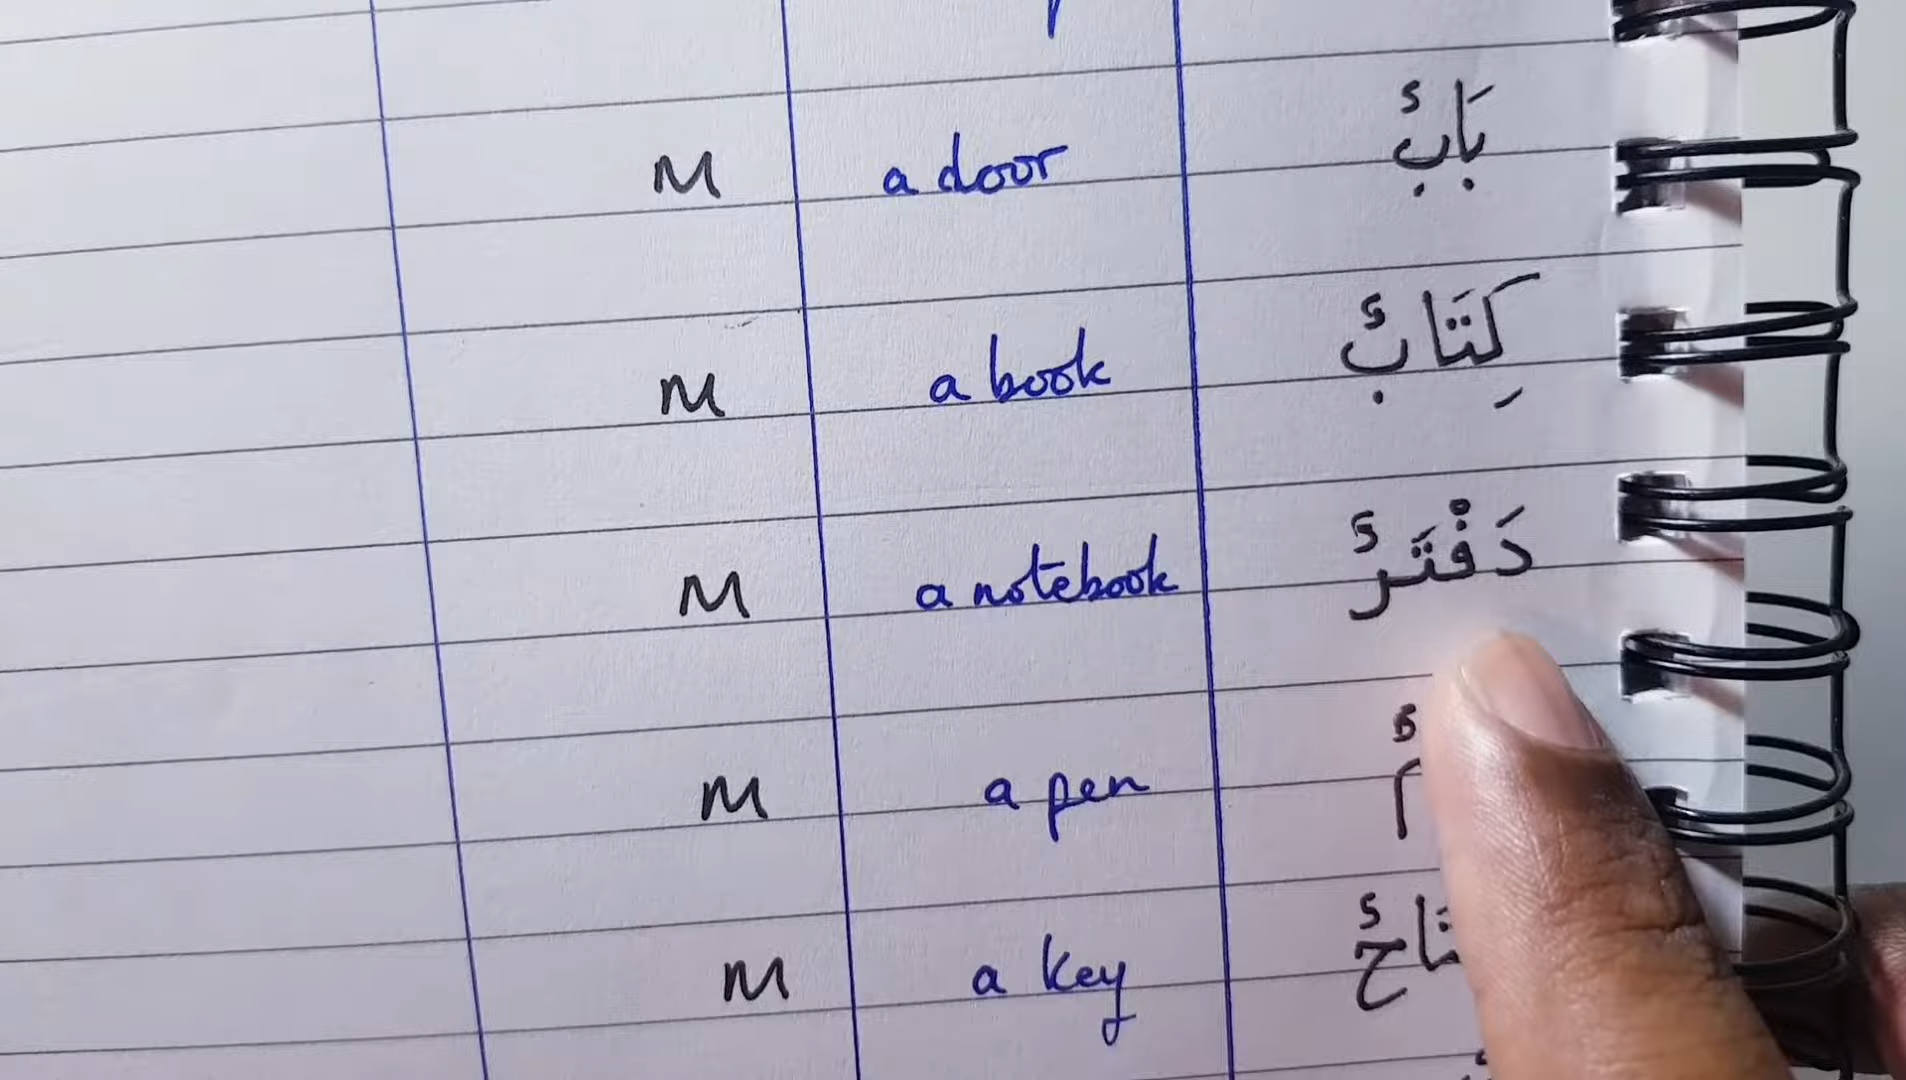 بَابٌ a door M
كِتَابٌ a book M
دَفْتَرٌ a notebook M
a pen M
a key M